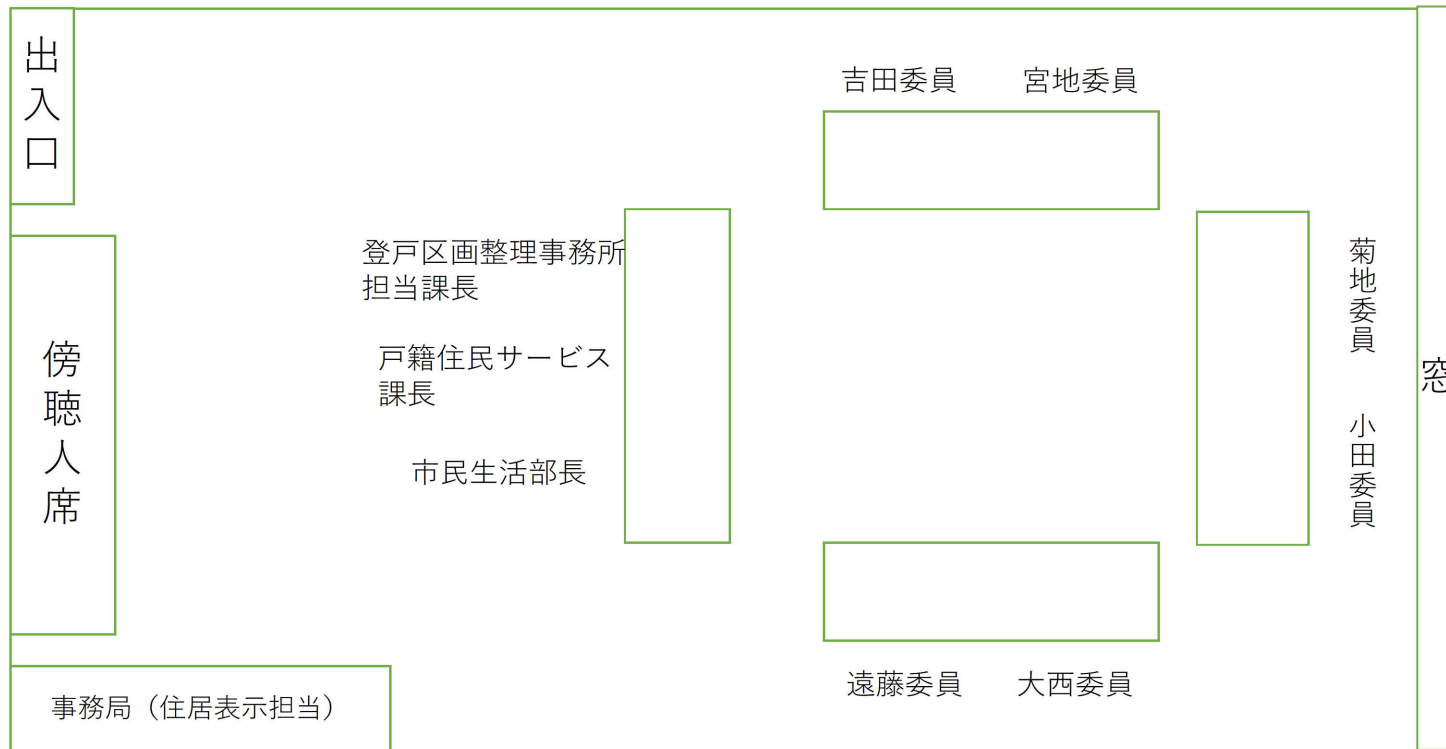 出入口
吉田委員
宮地委員
登戸区画整理事務所
担当課長
戸籍住民サービス
課長
市民生活部長
菊地委員
小田委員
窓
傍聴人席
遠藤委員
大西委員
事務局（住居表示担当）